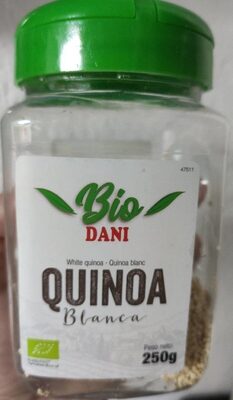 47511
Bio
DANI
White quinoa - Quinoa blanc
QUINOA
Blanca
Peso neto:
250g